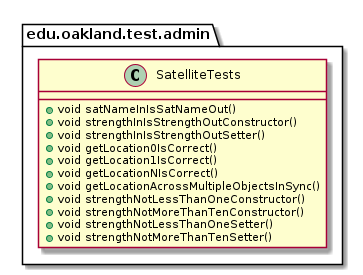 edu.oakland.test.admin
C SatelliteTests
void satNameInIsSatNameOut()
void strengthInIsStrengthOutConstructor()
void strengthInIsStrengthOutSetter()
void getLocation0IsCorrect()
void getLocation1IsCorrect()
void getLocationNIsCorrect()
void getLocationAcrossMultipleObjectsInSync()
void strengthNotLessThanOneConstructor()
void strengthNotMoreThanTenConstructor()
void strengthNotLessThanOneSetter()
void strengthNotMoreThanTenSetter()